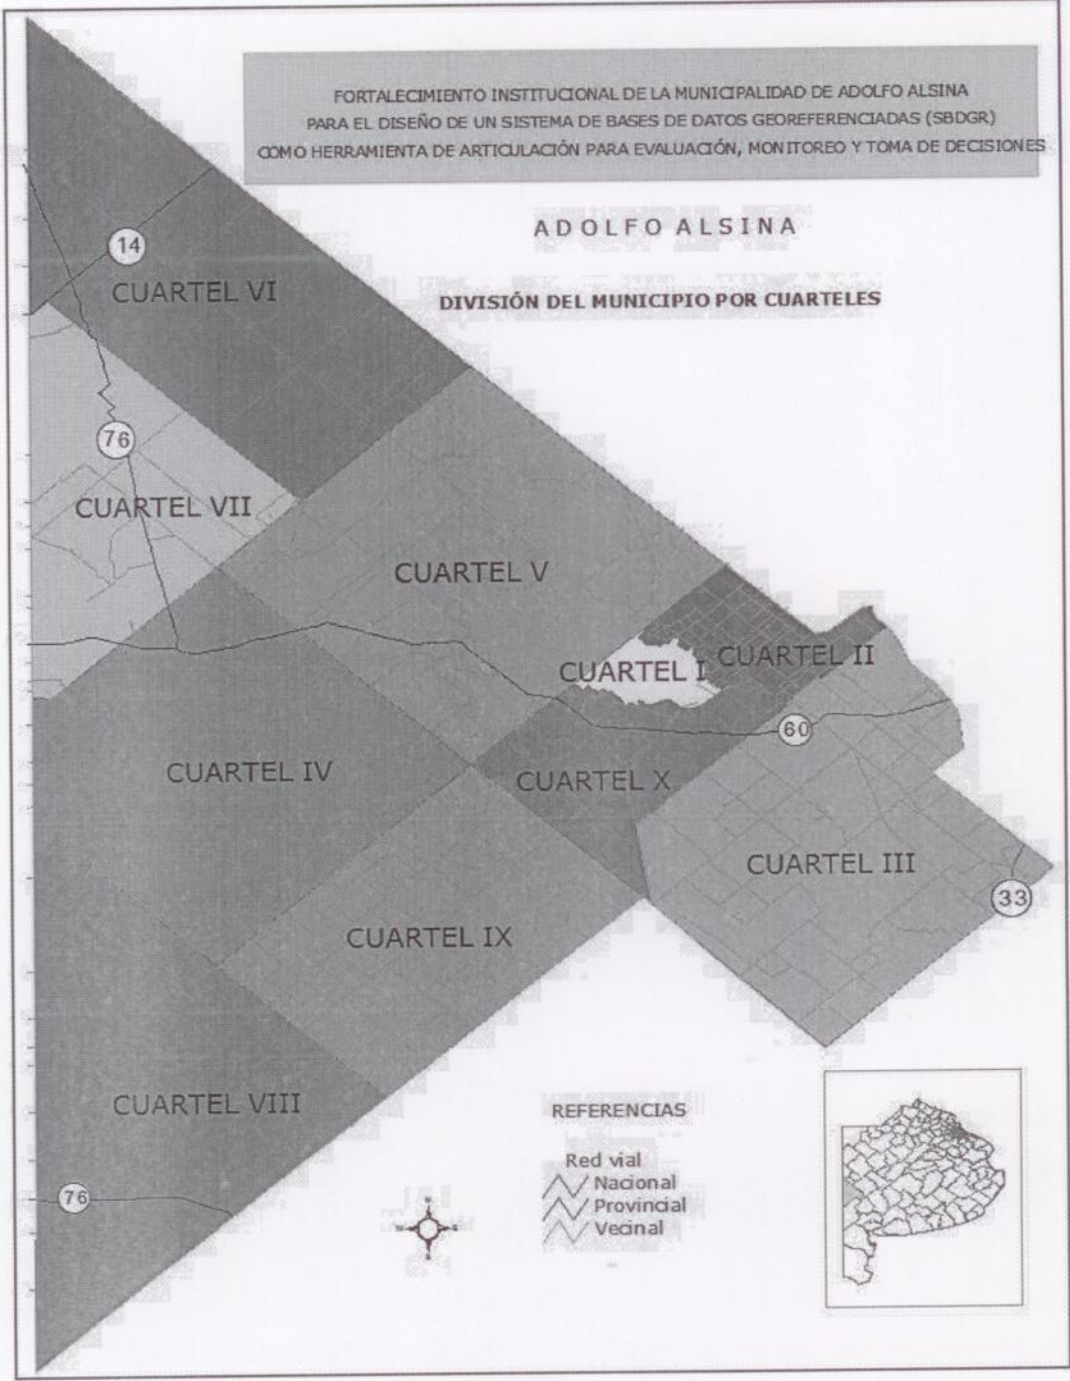 FORTALECIMIENTO INSTITUCIONAL DE LA MUNICIPALIDAD DE ADOLFO ALSINA
PARA EL DISEÑO DE UN SISTEMA DE BASES DE DATOS GEOREFERENCIADAS (SBDGR)
COMO HERRAMIENTA DE ARTICULACIÓN PARA EVALUACIÓN, MONITOREO Y TOMA DE DECISIONES
ADOLFO ALSINA
DIVISIÓN DEL MUNICIPIO POR CUARTELES
14
CUARTEL VI
76
CUARTEL VII
CUARTEL V
CUARTEL I
CUARTEL II
60
CUARTEL IV
CUARTEL X
CUARTEL III
33
CUARTEL IX
CUARTEL VIII
76
REFERENCIAS
Red vial
Nacional
Provincial
Vecinal